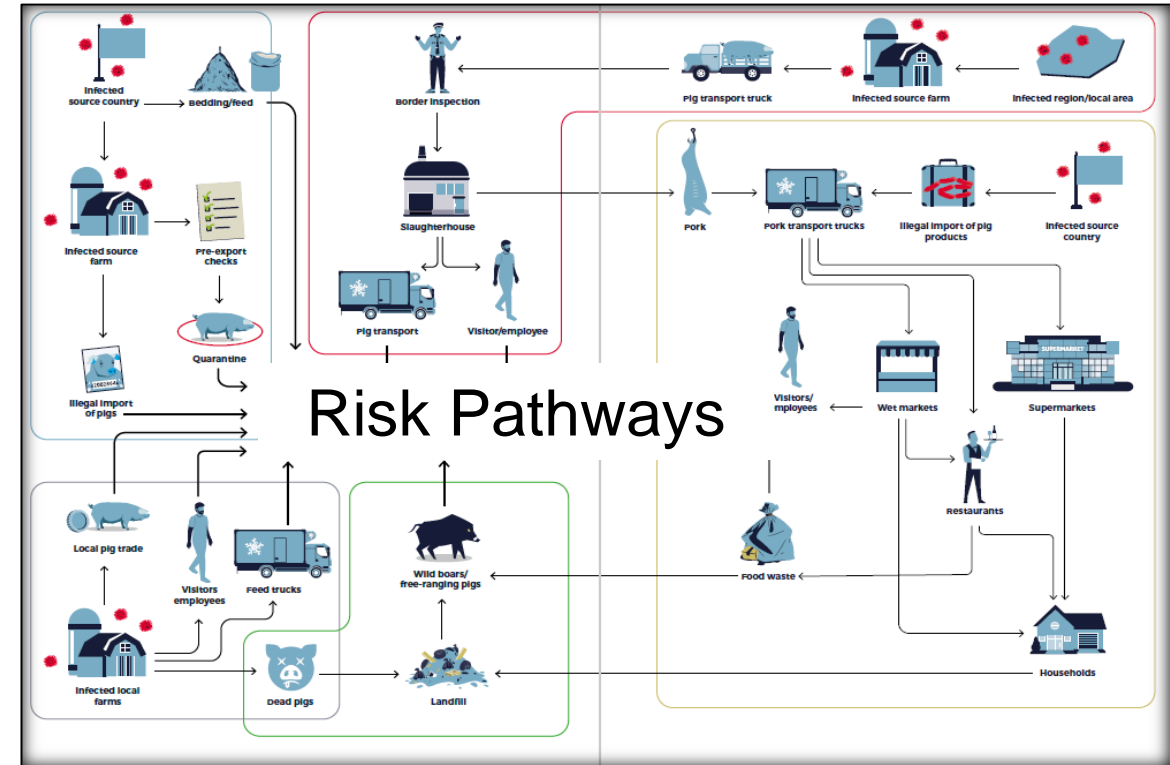 Infected
source country
Bedding/feed
Infected source
farm
Pre-export
checks
Quarantine
Illegal import
of pigs
Border inspection
Pig transport truck
Infected source farm
Infected region/local area
Slaughterhouse
Pig transport
Visitor/employee
Pork
Pork transport trucks
Illegal import of pig
products
Infected source
country
Risk Pathways
Visitors/
mployees
Wet markets
SUPERMARKET
Supermarkets
Restaurants
Local pig trade
Visitors
employees
Feed trucks
Wild boars/
free-ranging pigs
Food waste
Infected local
farms
Dead pigs
Landfill
Households